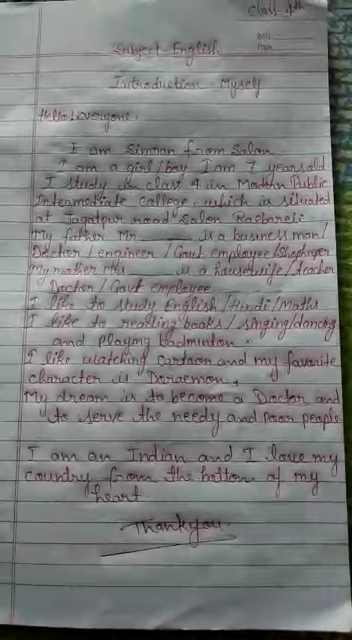 Class-4th
Date
Page
Subject-English
Introduction Myself
Hello! everyone.
I am Simran from Salon
I am a girl/boy I am 7 years old
I study in class 4 in Modern Public
Intermediate college, which is situated
at Jagatpur road Salon Raebareli
My father Mr. ______ is a business man/
Doctor/engineer/Govt employee/Shopkeeper
My mother Mrs. ______ is a housewife/teacher
Doctor/Govt employee
I like to study English/Hindi/Maths
I like to reading books/singing/dancing
and playing badminton.
I like watching cartoon and my favorite
character is Doraemon.
My dream is to become a Doctor and
to serve the needy and poor people.
I am an Indian and I love my
country from the bottom of my
heart
Thankyou